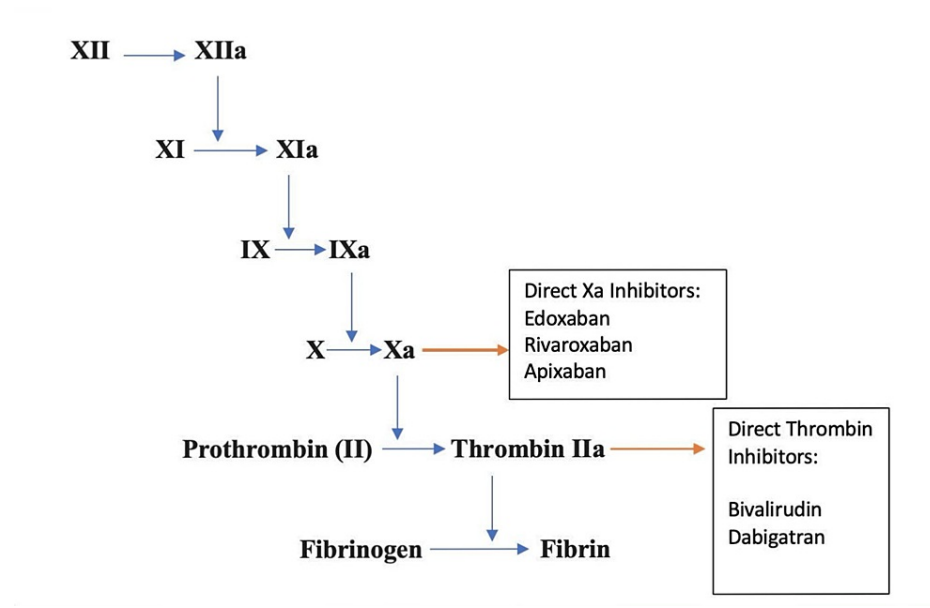 XII XIIa
XI XIa
IX IXa
Direct Xa Inhibitors:
Edoxaban
Rivaroxaban
Apixaban
X Xa
Prothrombin (II) Thrombin IIa
Direct Thrombin
Inhibitors:
Bivalirudin
Dabigatran
Fibrinogen Fibrin